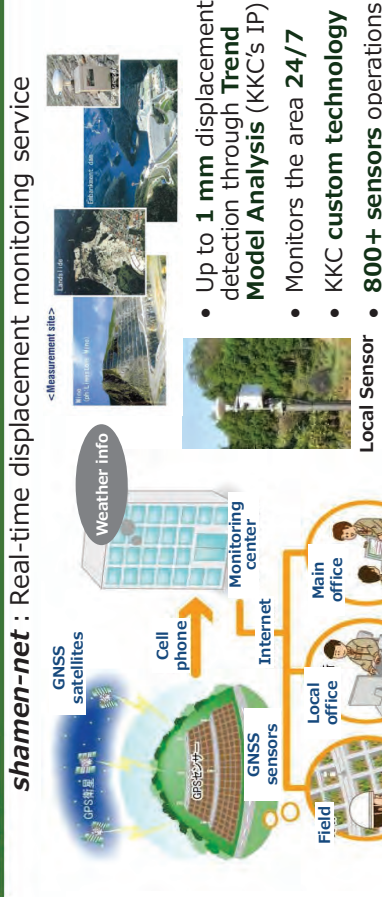 shamen-net : Real-time displacement monitoring service
GNSS
satellites
GPS衛星
Weather info
Cell
phone
Monitoring
center
GPSセンサー
GNSS
sensors
Internet
Field
Local
office
Main
office
<Measurement site>
Landslide
Embankment dam
Local Sensor
• Up to 1 mm displacement
detection through Trend
Model Analysis (KKC's IP)
• Monitors the area 24/7
• KKC custom technology
• 800+ sensors operations